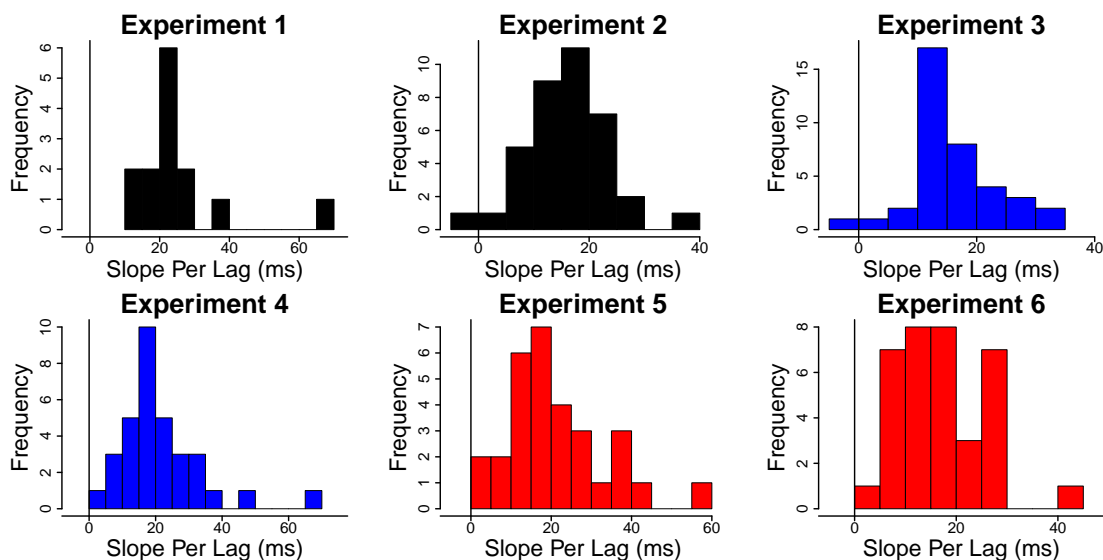 Experiment 1
Frequency
0 1 2 3 4 5 6
0 20 40 60
Slope Per Lag (ms)
Experiment 2
Frequency
0 2 4 6 8 10
0 20 40
Slope Per Lag (ms)
Experiment 3
Frequency
0 5 10 15
0 20 40
Slope Per Lag (ms)
Experiment 4
Frequency
0 2 4 6 8 10
0 20 40 60
Slope Per Lag (ms)
Experiment 5
Frequency
0 1 2 3 4 5 6 7
0 20 40 60
Slope Per Lag (ms)
Experiment 6
Frequency
0 2 4 6 8
0 20 40
Slope Per Lag (ms)